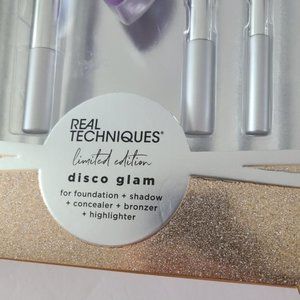 REAL
TECHNIQUES®
limited edition
disco glam
for foundation + shadow
+ concealer + bronzer
+ highlighter